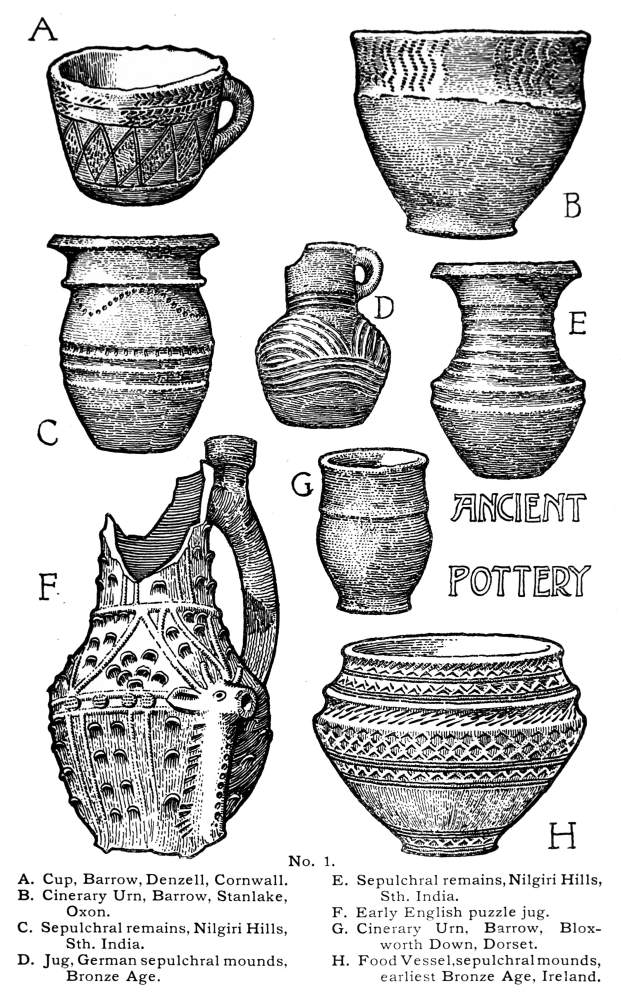 A
B
C
D
E
F
G
ANCIENT
POTTERY
H
No. 1.
A. Cup, Barrow, Denzell, Cornwall.
B. Cinerary Urn, Barrow, Stanlake,
Oxon.
C. Sepulchral remains, Nilgiri Hills,
Sth. India.
D. Jug, German sepulchral mounds,
Bronze Age.
E. Sepulchral remains, Nilgiri Hills,
Sth. India.
F. Early English puzzle jug.
G. Cinerary Urn, Barrow, Blox-
worth Down, Dorset.
H. Food Vessel, sepulchral mounds,
earliest Bronze Age, Ireland.